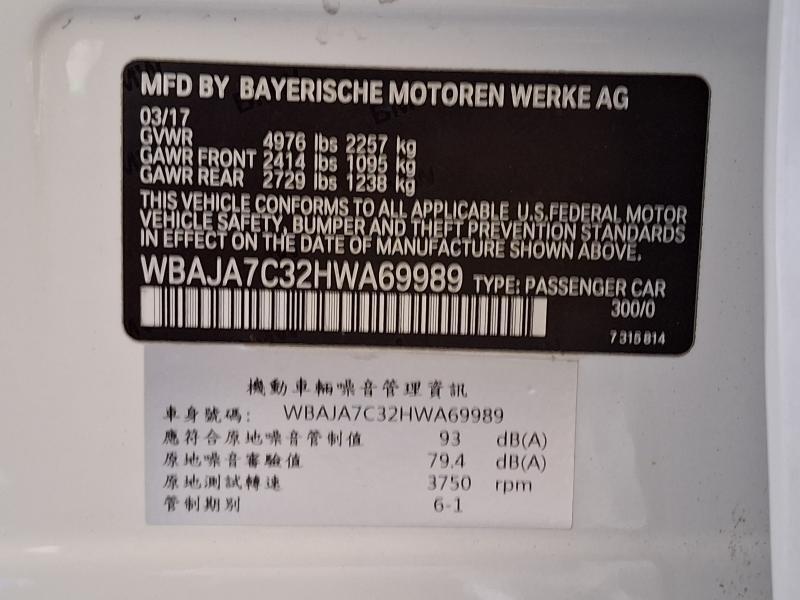 MFD BY BAYERISCHE MOTOREN WERKE AG
03/17
GVWR 4976 lbs 2257 kg
GAWR FRONT 2414 lbs 1095 kg
GAWR REAR 2729 lbs 1238 kg
THIS VEHICLE CONFORMS TO ALL APPLICABLE U.S.FEDERAL MOTOR
VEHICLE SAFETY, BUMPER AND THEFT PREVENTION STANDARDS
IN EFFECT ON THE DATE OF MANUFACTURE SHOWN ABOVE.
WBAJA7C32HWA69989 TYPE: PASSENGER CAR
300/0
7 315 814
機動車輛噪音管理資訊
車身號碼: WBAJA7C32HWA69989
應符合原地噪音管制值 93 dB(A)
原地噪音審驗值 79.4 dB(A)
原地測試轉速 3750 rpm
管制期別 6-1